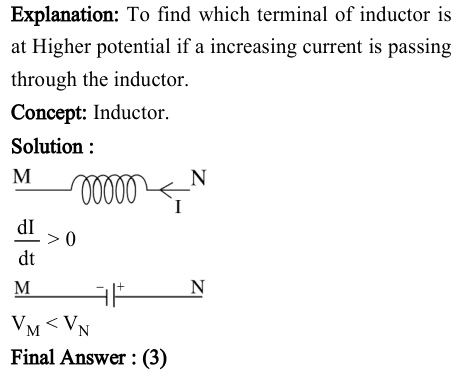 Explanation: To find which terminal of inductor is
at Higher potential if a increasing current is passing
through the inductor.
Concept: Inductor.
Solution :
M N
I
dI
dt
> 0
M - + N
V_M < V_N
Final Answer : (3)